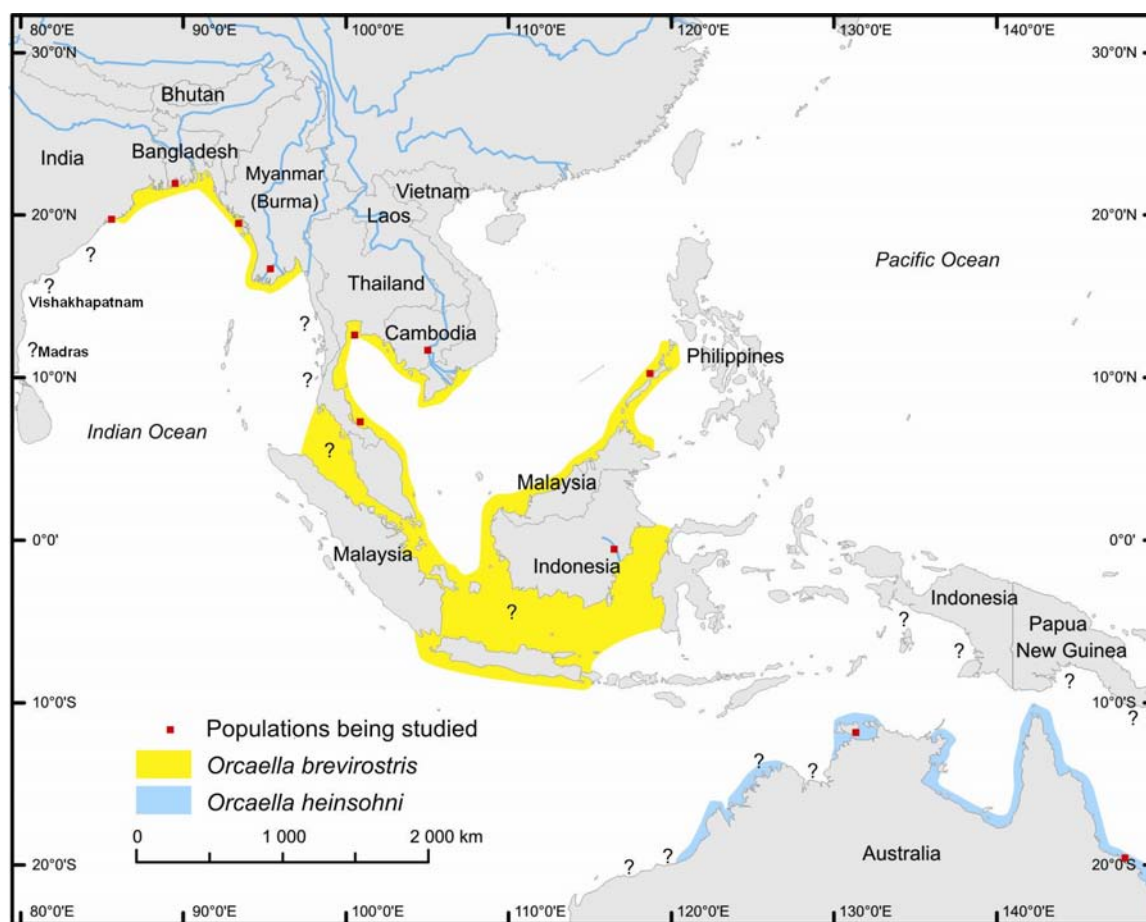 80°0'E 90°0'E 100°0'E 110°0'E 120°0'E 130°0'E 140°0'E
30°0'N 30°0'N
Bhutan
India
Bangladesh
Myanmar
(Burma)
Vietnam
Laos
20°0'N 20°0'N
?
?
Pacific Ocean
Thailand
Vishakhapatnam
?
Cambodia
?Madras
Philippines
10°0'N ? 10°0'N
Indian Ocean
?
Malaysia
0°0' 0°0'
Malaysia
Indonesia
?
Indonesia
?
Papua
New Guinea
?
?
10°0'S 10°0'S
?
Populations being studied
Orcaella brevirostris
Orcaella heinsohni
?
?
0 1 000 2 000 km
?
?
Australia
20°0'S 20°0'S
80°0'E 90°0'E 100°0'E 110°0'E 120°0'E 130°0'E 140°0'E